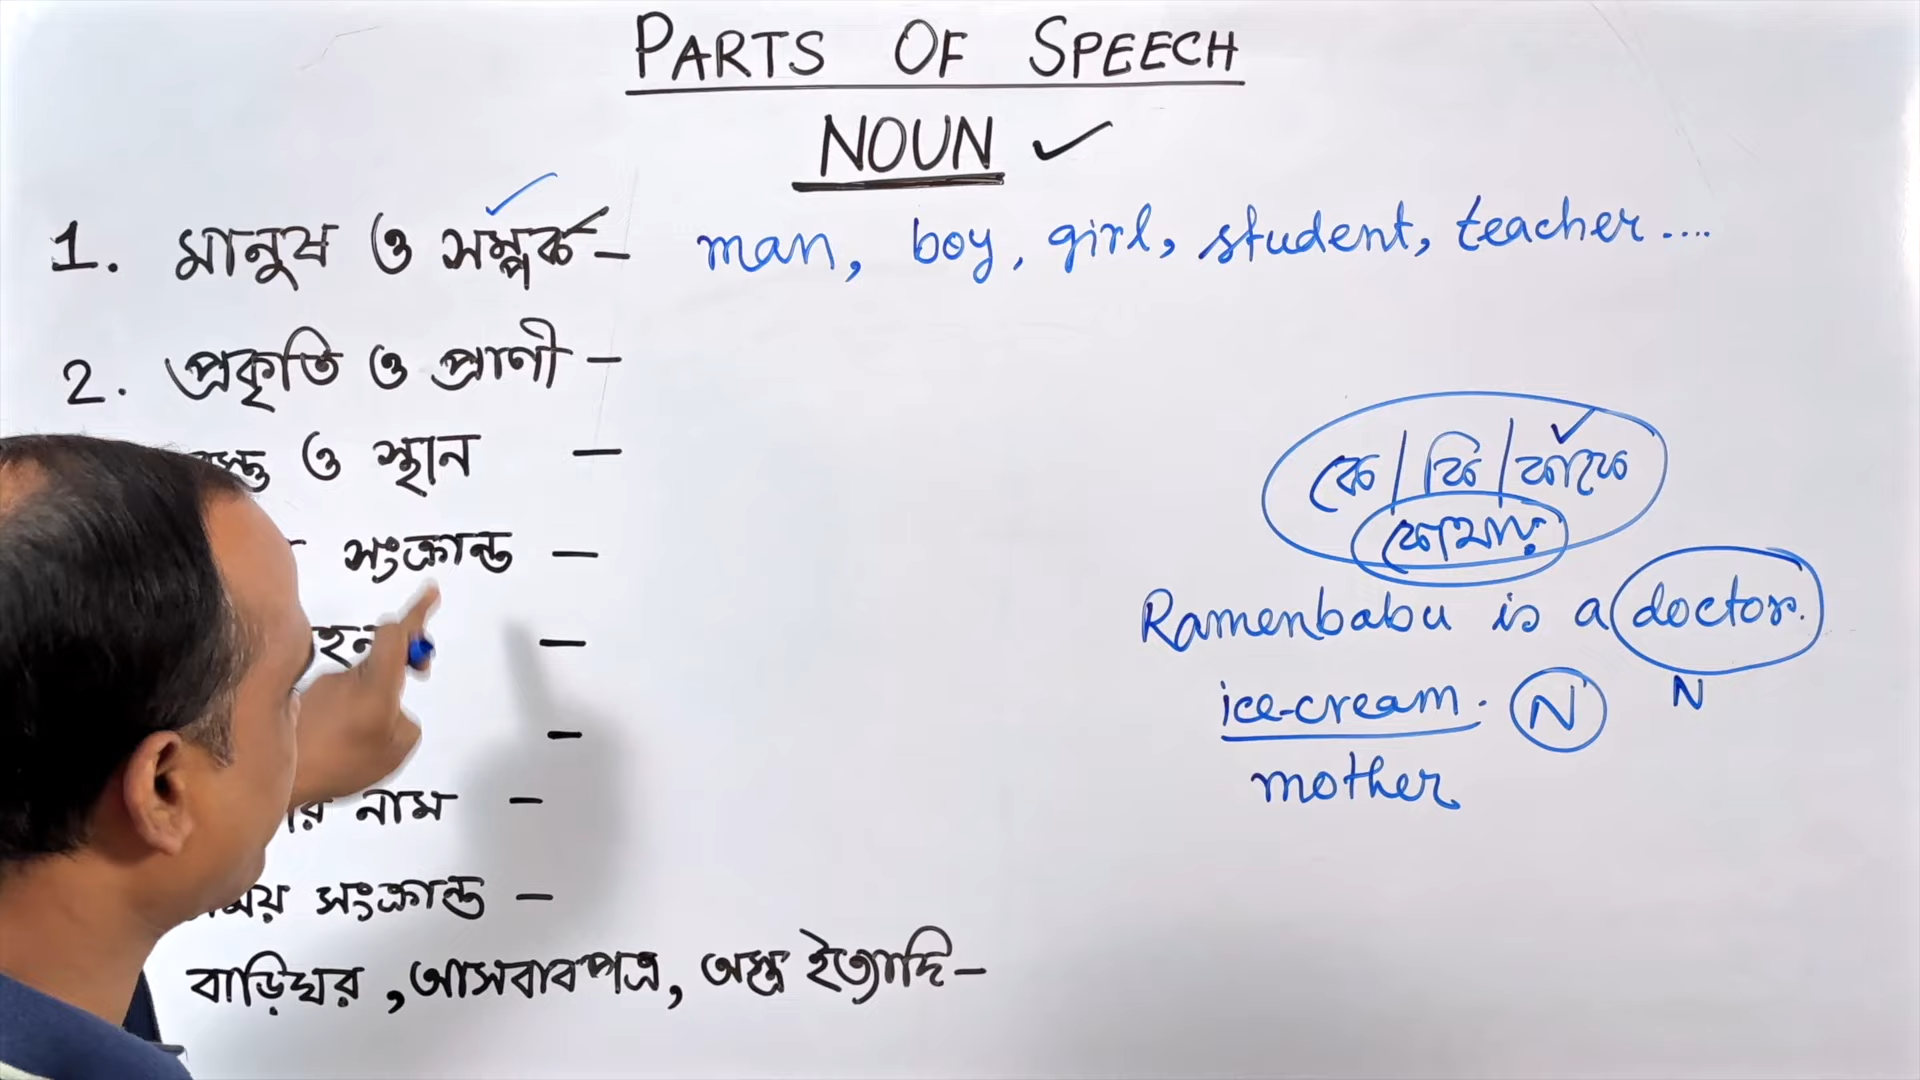 PARTS OF SPEECH
NOUN
1. মানুষ ও সম্পর্ক – man, boy, girl, student, teacher....
2. প্রকৃতি ও প্রাণী –
ও স্থান –
সংক্রান্ত –
–
–
নাম –
সংক্রান্ত –
বাড়িঘর, আসবাবপত্র, অস্ত্র ইত্যাদি –
কে / কি / কাকে
কোথায়
Ramenbabu is a doctor.
N
ice-cream. N
mother